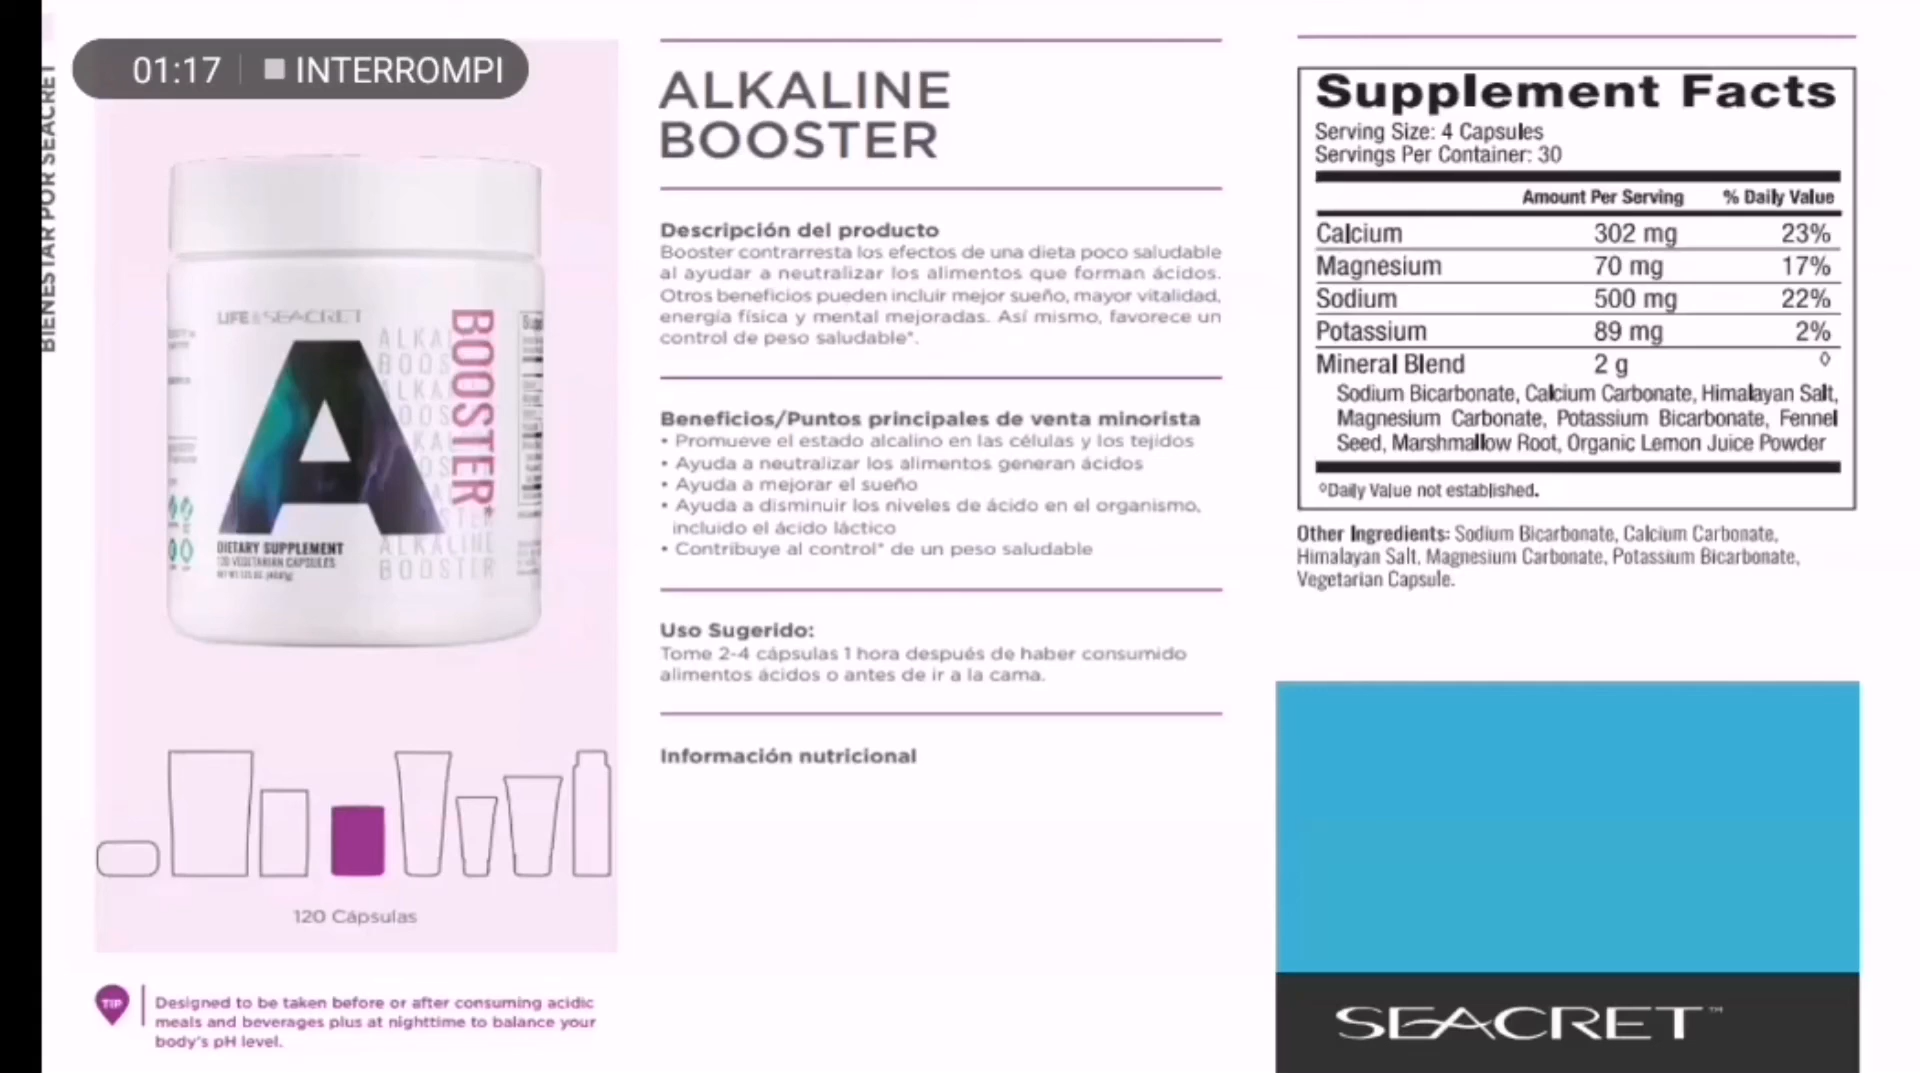 01:17 INTERROMPI
BIENESTAR POR SEACRET
LIFE SEACRET
BOOSTER*
DIETARY SUPPLEMENT
120 VEGETARIAN CAPSULES
ALKALINE
BOOSTER
120 Cápsulas
TIP
Designed to be taken before or after consuming acidic
meals and beverages plus at nighttime to balance your
body's pH level.
ALKALINE
BOOSTER
Descripción del producto
Booster contrarresta los efectos de una dieta poco saludable
al ayudar a neutralizar los alimentos que forman ácidos.
Otros beneficios pueden incluir mejor sueño, mayor vitalidad,
energía física y mental mejoradas. Así mismo, favorece un
control de peso saludable*.
Beneficios/Puntos principales de venta minorista
• Promueve el estado alcalino en las células y los tejidos
• Ayuda a neutralizar los alimentos generan ácidos
• Ayuda a mejorar el sueño
• Ayuda a disminuir los niveles de ácido en el organismo,
incluido el ácido láctico
• Contribuye al control* de un peso saludable
Uso Sugerido:
Tome 2-4 cápsulas 1 hora después de haber consumido
alimentos ácidos o antes de ir a la cama.
Información nutricional
Supplement Facts
Serving Size: 4 Capsules
Servings Per Container: 30
Amount Per Serving % Daily Value
Calcium 302 mg 23%
Magnesium 70 mg 17%
Sodium 500 mg 22%
Potassium 89 mg 2%
Mineral Blend 2 g ◊
Sodium Bicarbonate, Calcium Carbonate, Himalayan Salt,
Magnesium Carbonate, Potassium Bicarbonate, Fennel
Seed, Marshmallow Root, Organic Lemon Juice Powder
◊Daily Value not established.
Other Ingredients: Sodium Bicarbonate, Calcium Carbonate,
Himalayan Salt, Magnesium Carbonate, Potassium Bicarbonate,
Vegetarian Capsule.
SEACRET™